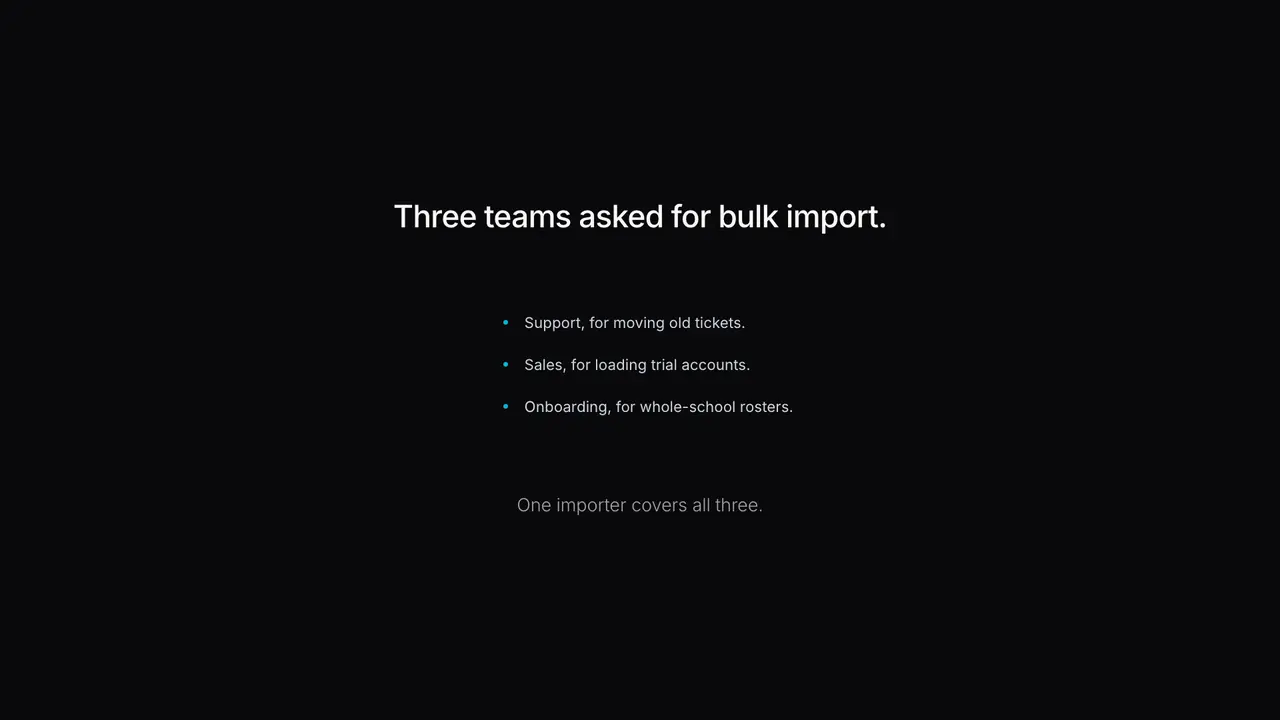 Three teams asked for bulk import.
• Support, for moving old tickets.
• Sales, for loading trial accounts.
• Onboarding, for whole-school rosters.
One importer covers all three.